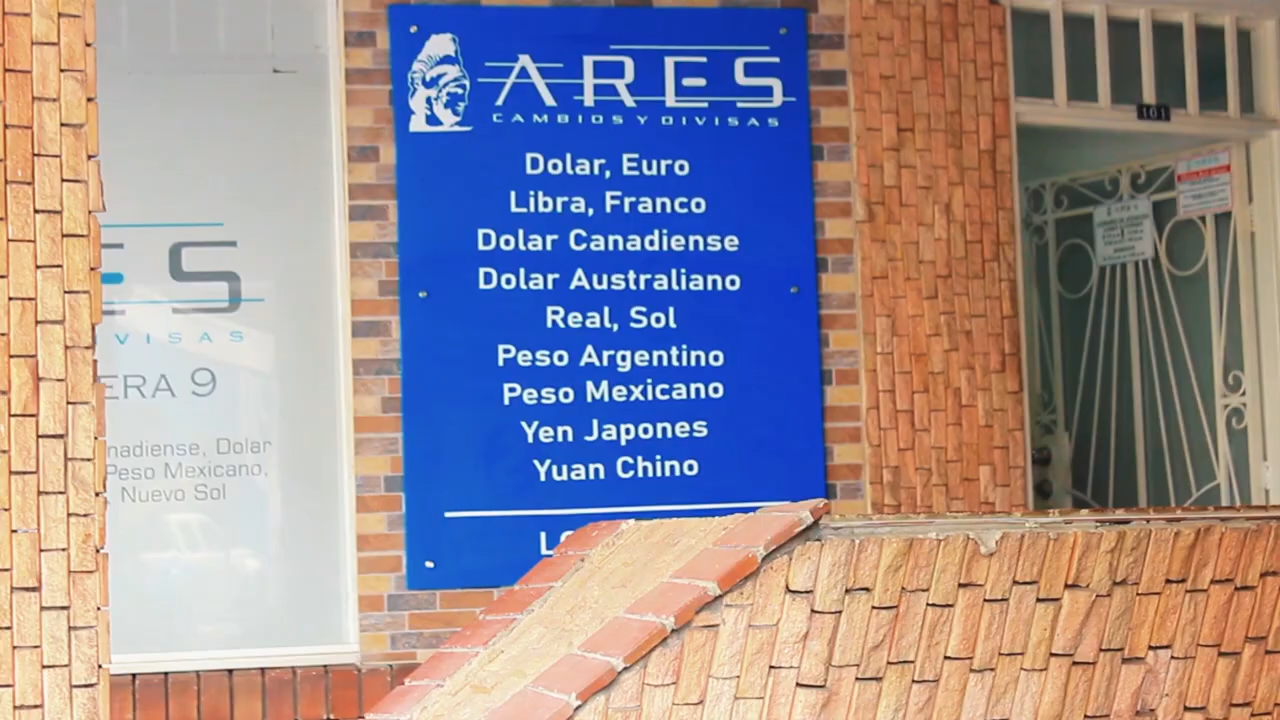 ARES
CAMBIOS Y DIVISAS
Dolar, Euro
Libra, Franco
Dolar Canadiense
Dolar Australiano
Real, Sol
Peso Argentino
Peso Mexicano
Yen Japones
Yuan Chino
ES
VISAS
ERA 9
nadiense, Dolar
Peso Mexicano,
Nuevo Sol
101